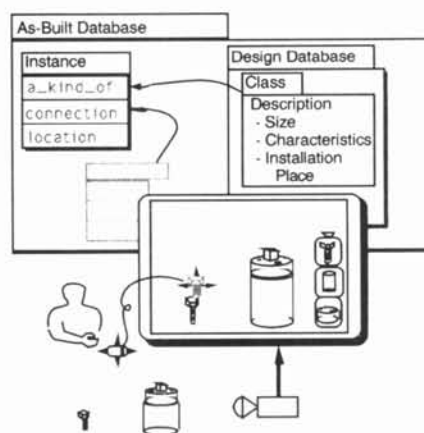 As-Built Database
Instance
a_kind_of
connection
location
Design Database
Class
Description
- Size
- Characteristics
- Installation
Place